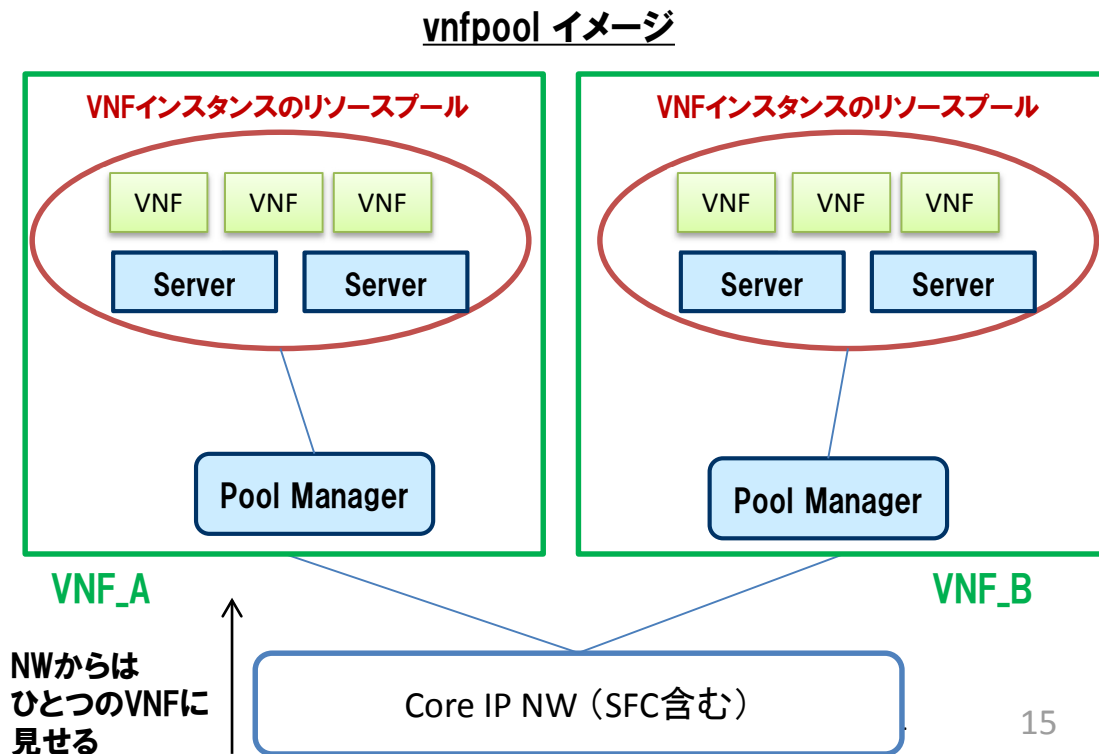 vnfpool イメージ
VNFインスタンスのリソースプール
VNF VNF VNF
Server Server
Pool Manager
VNF_A
VNFインスタンスのリソースプール
VNF VNF VNF
Server Server
Pool Manager
VNF_B
NWからは
ひとつのVNFに
見せる
Core IP NW（SFC含む）
15